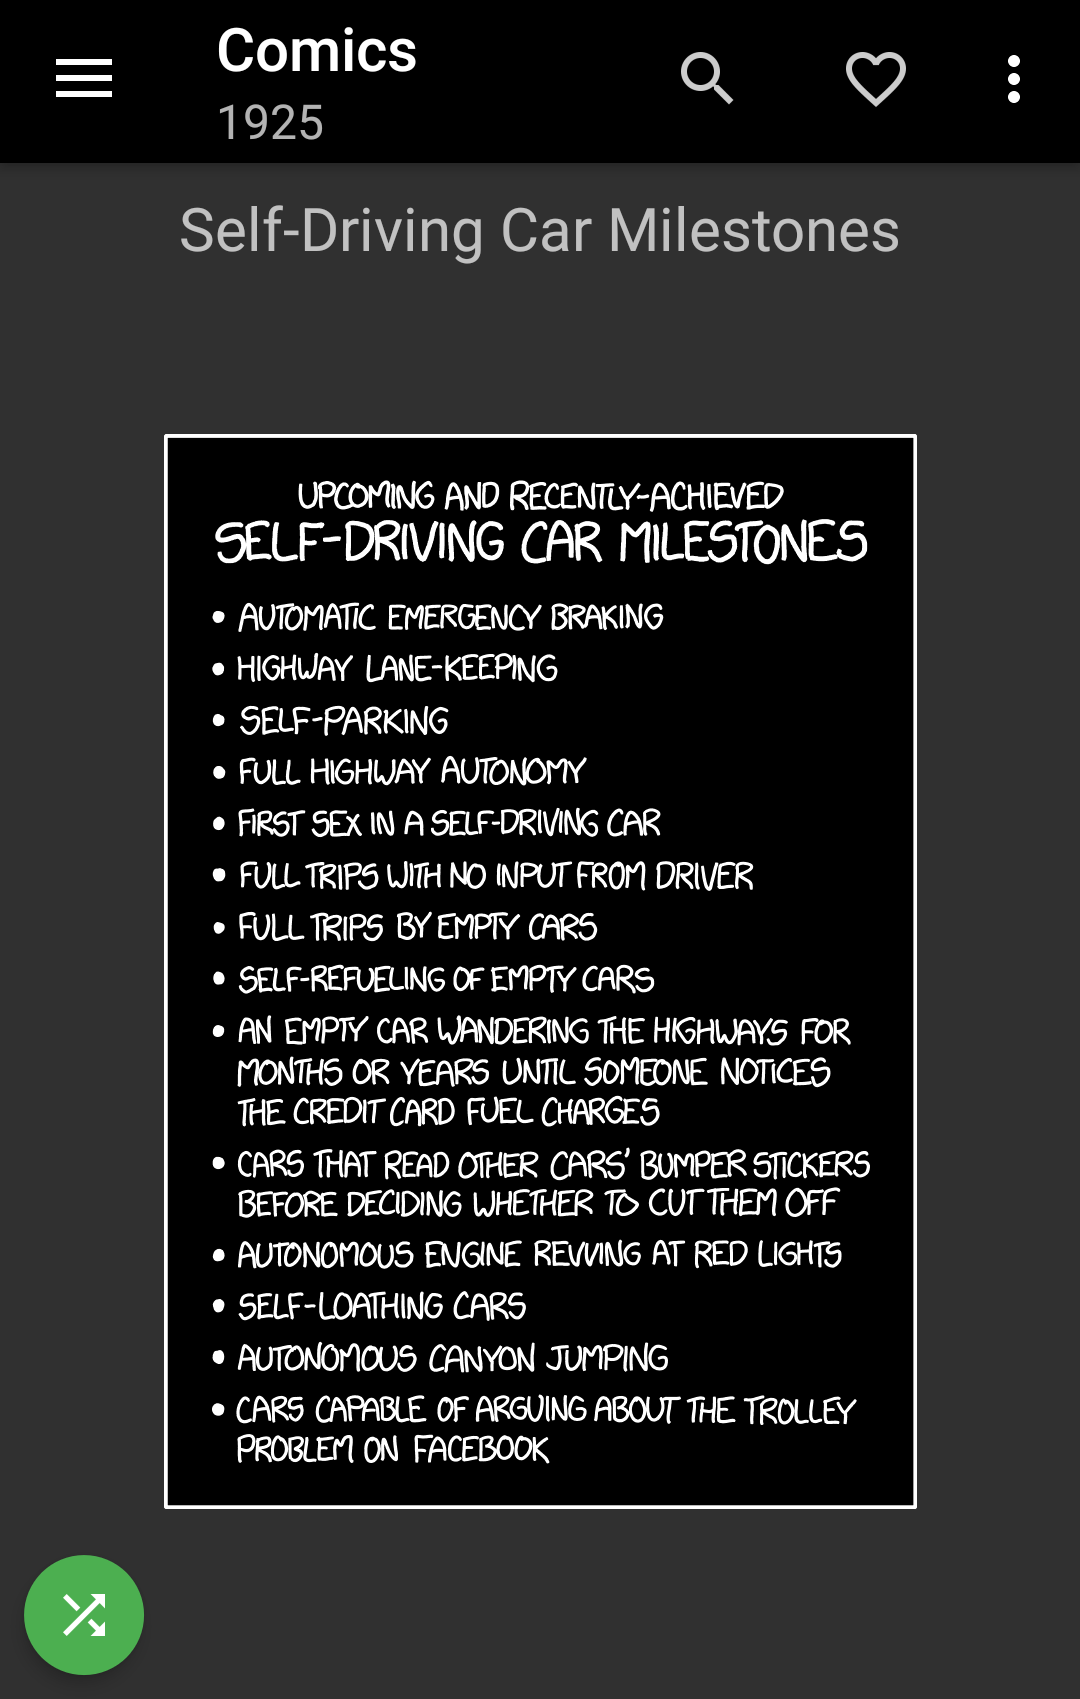 Comics
1925
Self-Driving Car Milestones
UPCOMING AND RECENTLY-ACHIEVED
SELF-DRIVING CAR MILESTONES
• AUTOMATIC EMERGENCY BRAKING
• HIGHWAY LANE-KEEPING
• SELF-PARKING
• FULL HIGHWAY AUTONOMY
• FIRST SEX IN A SELF-DRIVING CAR
• FULL TRIPS WITH NO INPUT FROM DRIVER
• FULL TRIPS BY EMPTY CARS
• SELF-REFUELING OF EMPTY CARS
• AN EMPTY CAR WANDERING THE HIGHWAYS FOR
MONTHS OR YEARS UNTIL SOMEONE NOTICES
THE CREDIT CARD FUEL CHARGES
• CARS THAT READ OTHER CARS' BUMPER STICKERS
BEFORE DECIDING WHETHER TO CUT THEM OFF
• AUTONOMOUS ENGINE REVVING AT RED LIGHTS
• SELF-LOATHING CARS
• AUTONOMOUS CANYON JUMPING
• CARS CAPABLE OF ARGUING ABOUT THE TROLLEY
PROBLEM ON FACEBOOK